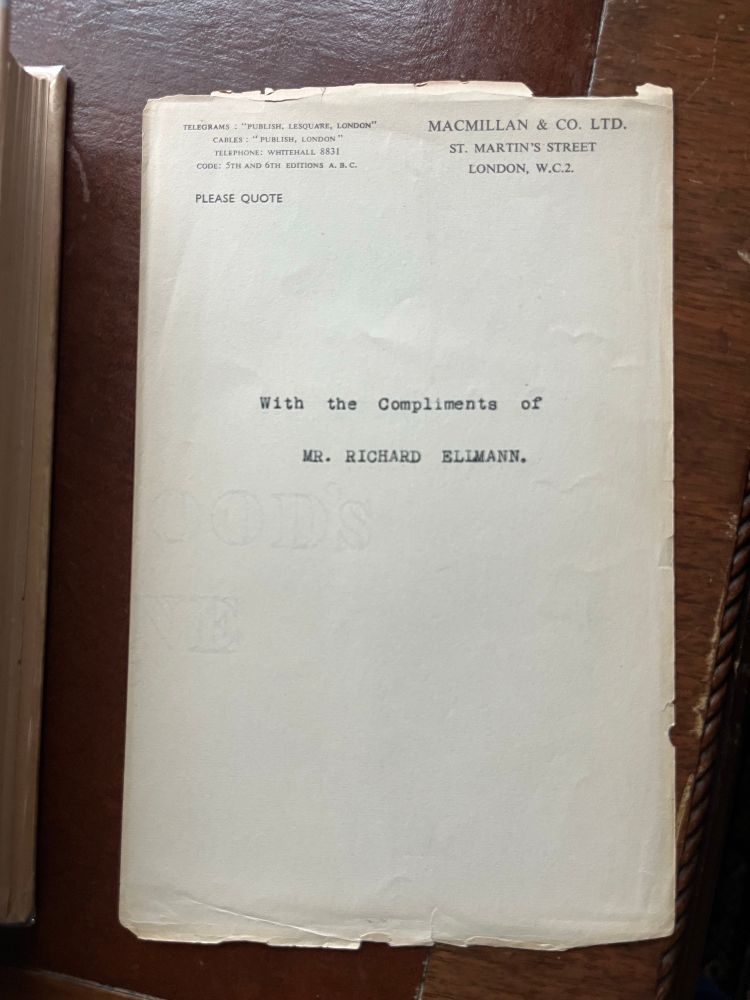 TELEGRAMS : "PUBLISH, LESQUARE, LONDON"
CABLES : "PUBLISH, LONDON"
TELEPHONE: WHITEHALL 8831
CODE: 5TH AND 6TH EDITIONS A.B.C.
PLEASE QUOTE
MACMILLAN & CO. LTD.
ST. MARTIN'S STREET
LONDON, W.C.2.
With the Compliments of
MR. RICHARD ELLMANN.